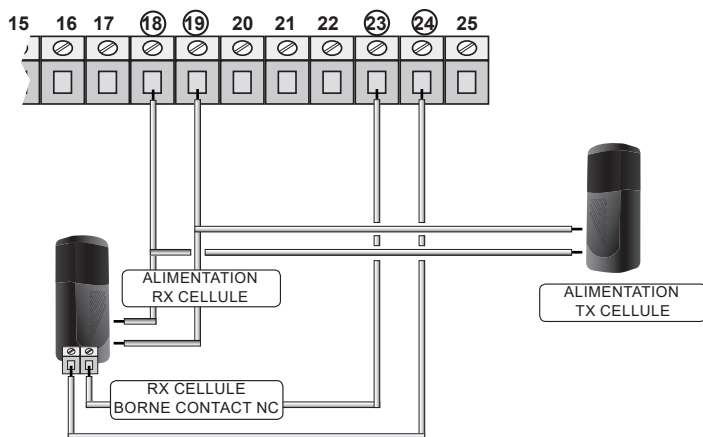 15 16 17 18 19 20 21 22 23 24 25
ALIMENTATION
RX CELLULE
ALIMENTATION
TX CELLULE
RX CELLULE
BORNE CONTACT NC